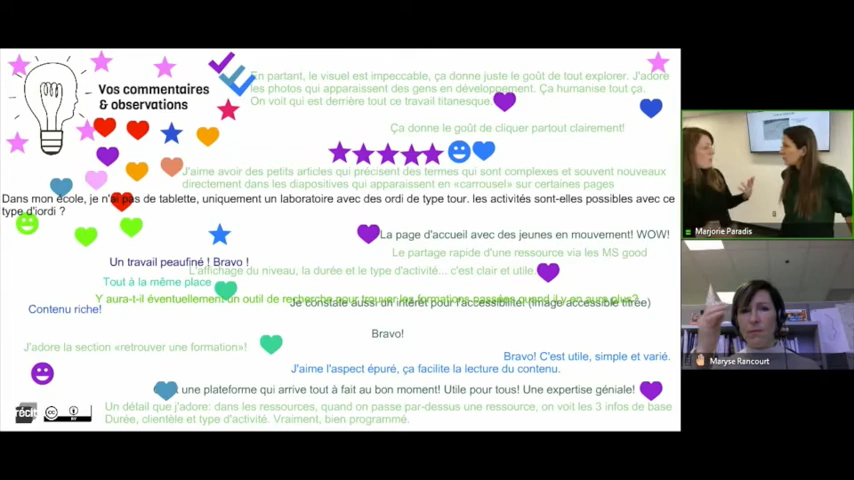 Vos commentaires
& observations
En partant, le visuel est impeccable, ça donne juste le goût de tout explorer. J'adore
les photos qui apparaissent des gens en développement. Ça humanise tout ça.
On voit qui est derrière tout ce travail titanesque.
Ça donne le goût de cliquer partout clairement!
J'aime avoir des petits articles qui précisent des termes qui sont complexes et souvent nouveaux
directement dans les diapositives qui apparaissent en «carrousel» sur certaines pages
Dans mon école, je n'ai pas de tablette, uniquement un laboratoire avec des ordi de type tour. les activités sont-elles possibles avec ce
type d'iordi ?
La page d'accueil avec des jeunes en mouvement! WOW!
Le partage rapide d'une ressource via les MS good
Un travail peaufiné ! Bravo !
L'affichage du niveau, la durée et le type d'activité... c'est clair et utile.
Tout à la même place
Y aura-t-il éventuellement un outil de recherche pour trouver les formations passées quand il y en aura plus?
Je constate aussi un intérêt pour l'accessibilité! (image accessible titrée)
Contenu riche!
Bravo!
J'adore la section «retrouver une formation»!
Bravo! C'est utile, simple et varié.
J'aime l'aspect épuré, ça facilite la lecture du contenu.
une plateforme qui arrive tout à fait au bon moment! Utile pour tous! Une expertise géniale!
Un détail que j'adore: dans les ressources, quand on passe par-dessus une ressource, on voit les 3 infos de base
Durée, clientèle et type d'activité. Vraiment, bien programmé.
récit
cc
BY
Marjorie Paradis
Maryse Rancourt